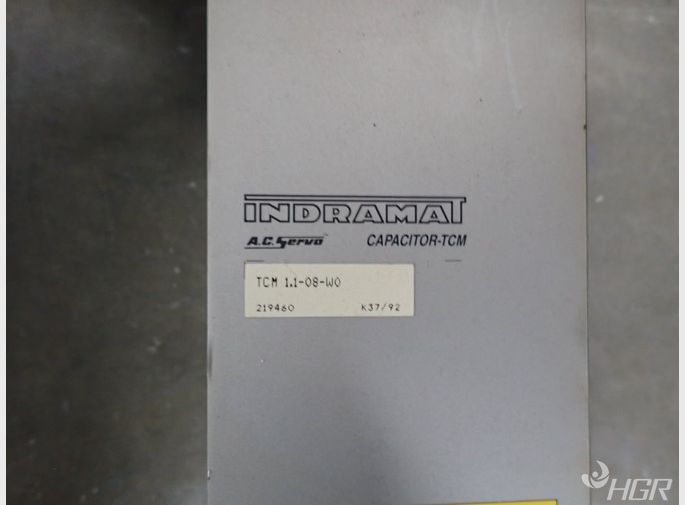 INDRAMAT
A.C. Servo CAPACITOR-TCM
TCM 1.1-08-W0
219460 K37/92
HGR